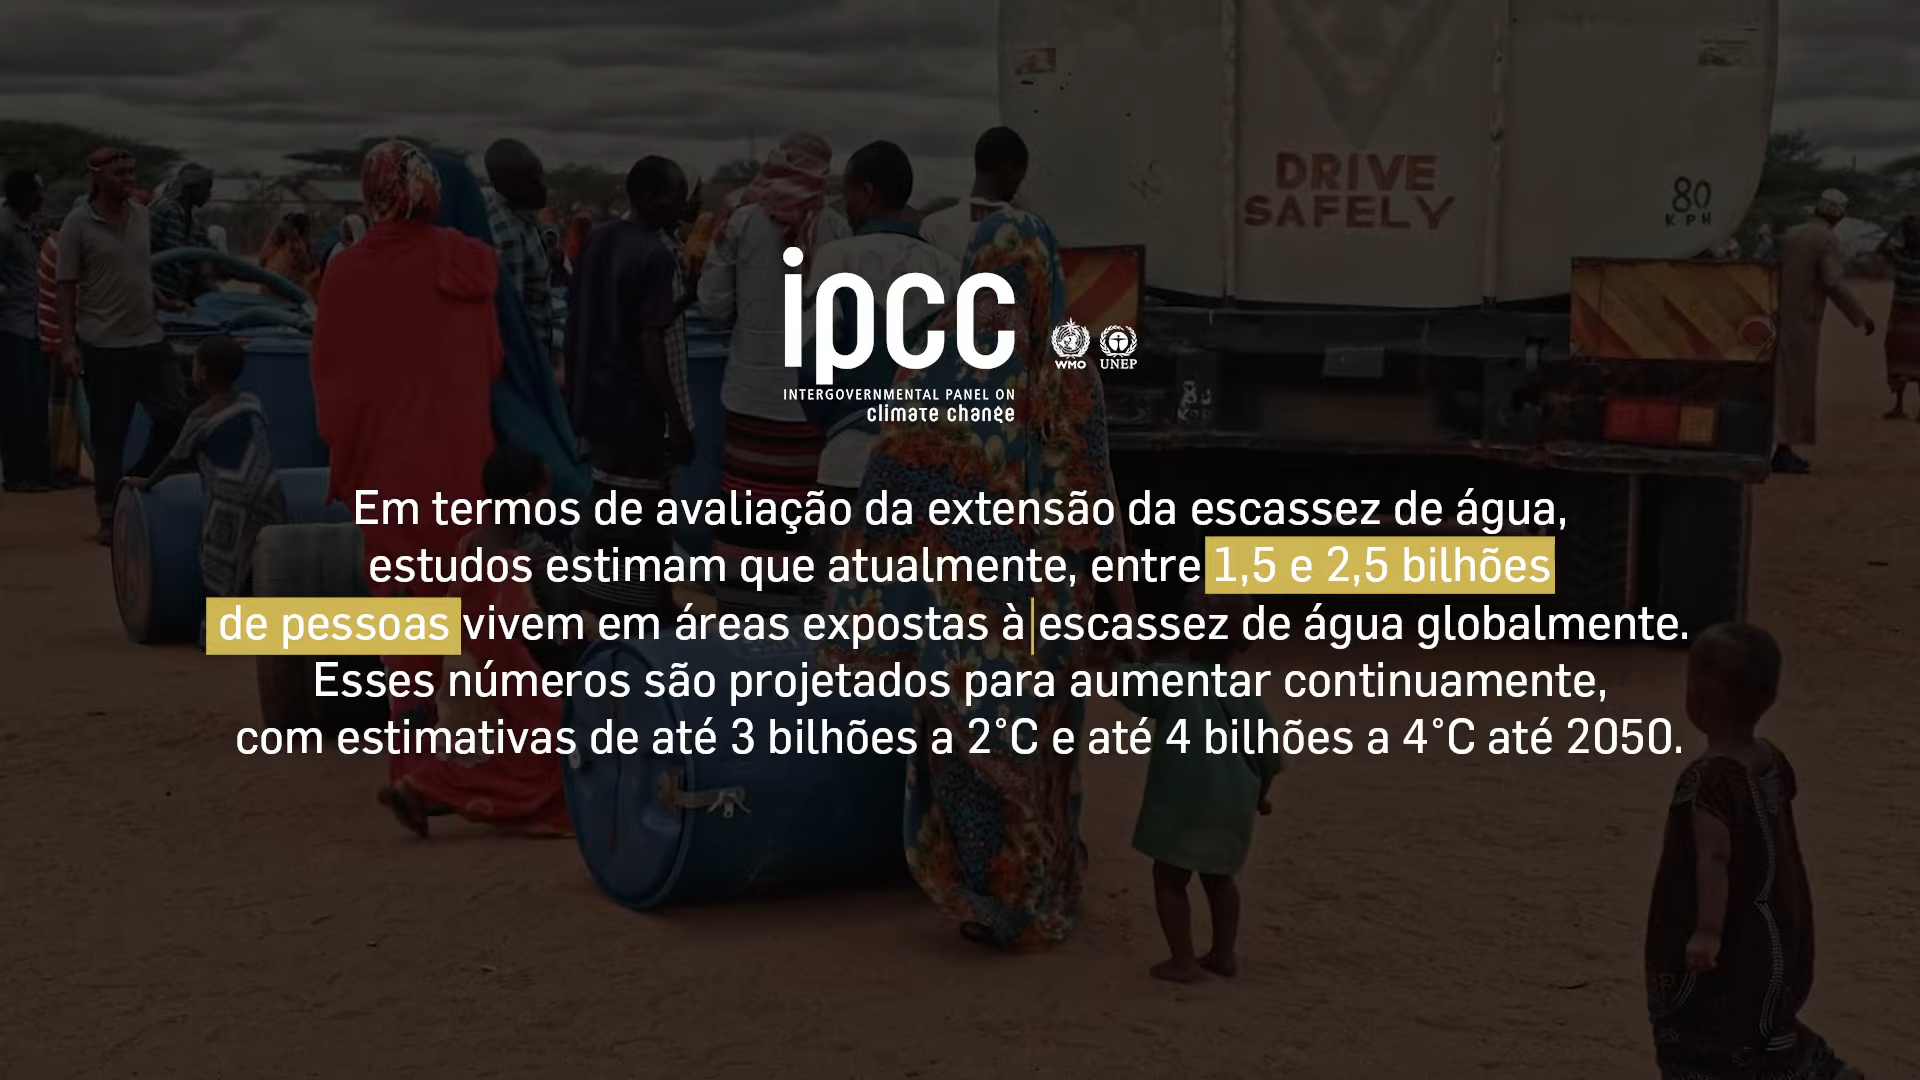 DRIVE
SAFELY
80
KPH
ipcc
INTERGOVERNMENTAL PANEL ON
climate change
WMO
UNEP
Em termos de avaliação da extensão da escassez de água,
estudos estimam que atualmente, entre 1,5 e 2,5 bilhões
de pessoas vivem em áreas expostas à escassez de água globalmente.
Esses números são projetados para aumentar continuamente,
com estimativas de até 3 bilhões a 2°C e até 4 bilhões a 4°C até 2050.